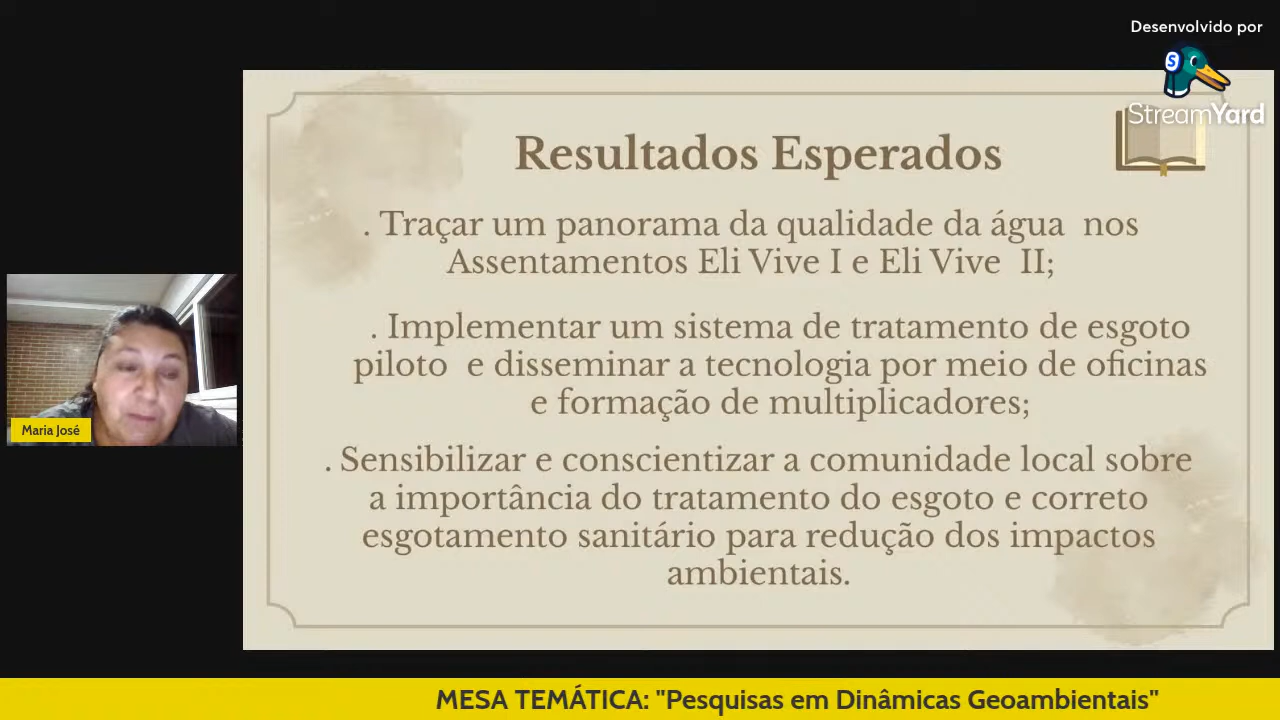 Desenvolvido por
StreamYard
Resultados Esperados
. Traçar um panorama da qualidade da água nos
Assentamentos Eli Vive I e Eli Vive II;
. Implementar um sistema de tratamento de esgoto
piloto e disseminar a tecnologia por meio de oficinas
e formação de multiplicadores;
. Sensibilizar e conscientizar a comunidade local sobre
a importância do tratamento do esgoto e correto
esgotamento sanitário para redução dos impactos
ambientais.
Maria José
MESA TEMÁTICA: "Pesquisas em Dinâmicas Geoambientais"